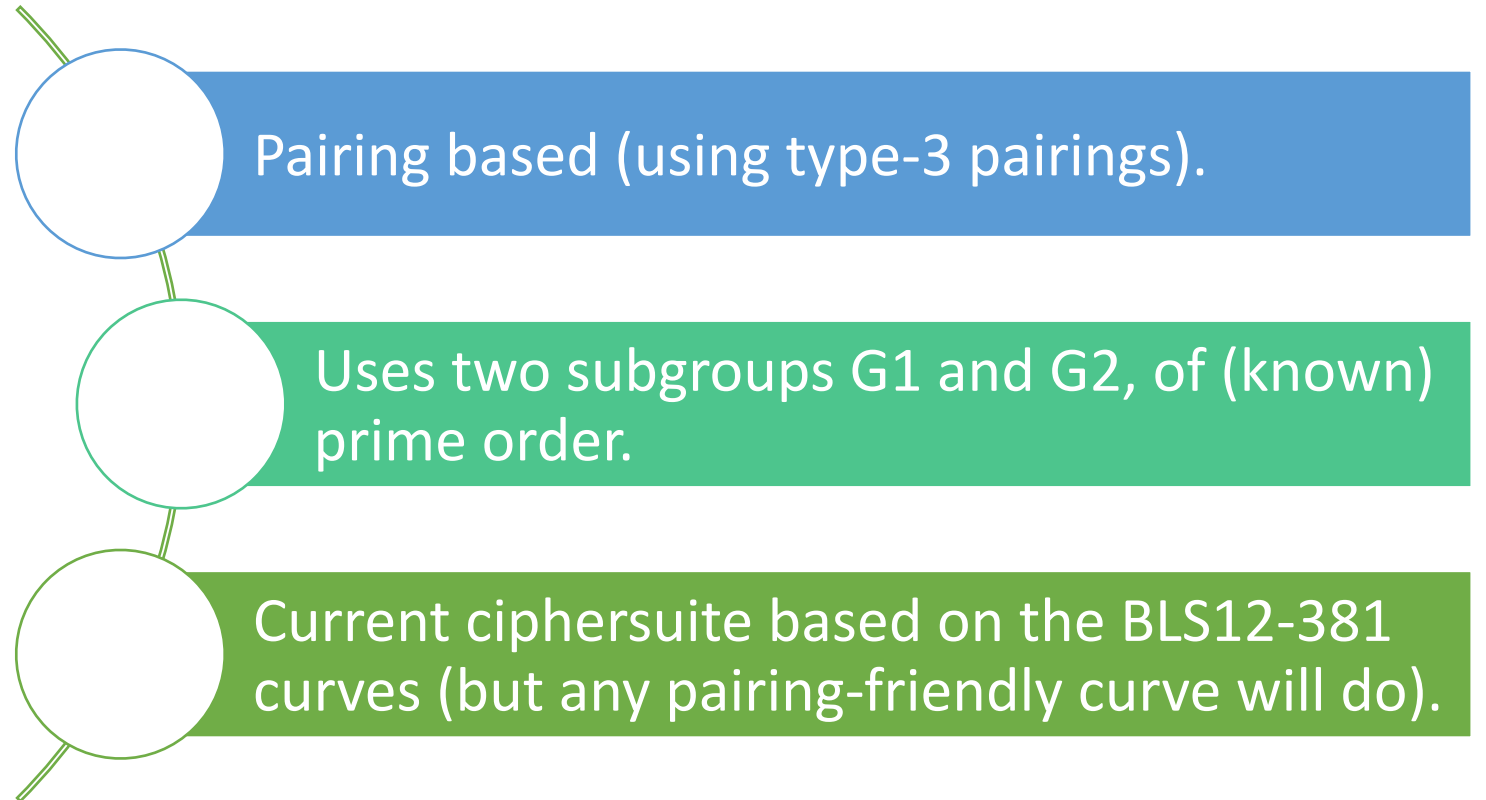 Pairing based (using type-3 pairings).
Uses two subgroups G1 and G2, of (known)
prime order.
Current ciphersuite based on the BLS12-381
curves (but any pairing-friendly curve will do).